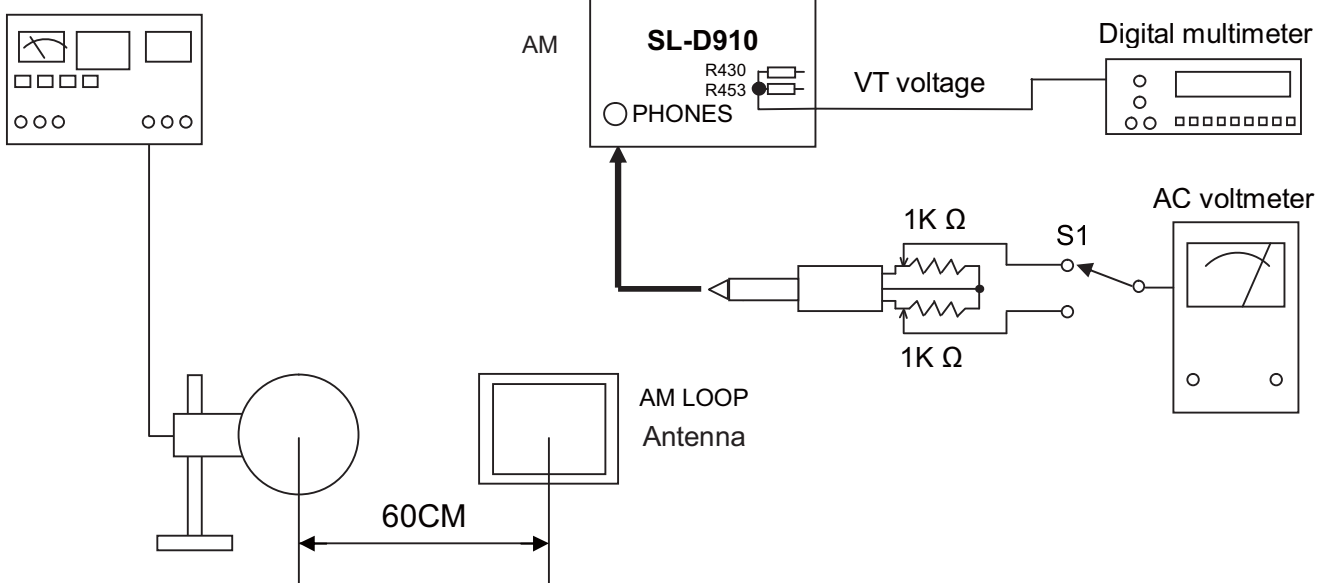 AM
SL-D910
R430
R453
PHONES
VT voltage
Digital multimeter
AC voltmeter
1K Ω
S1
1K Ω
AM LOOP
Antenna
60CM